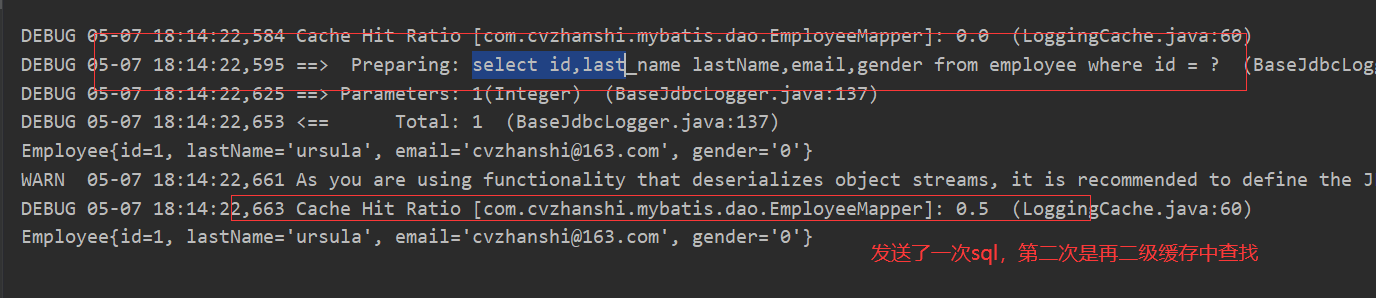 DEBUG 05-07 18:14:22,584 Cache Hit Ratio [com.cvzhanshi.mybatis.dao.EmployeeMapper]: 0.0  (LoggingCache.java:60)
DEBUG 05-07 18:14:22,595 ==>  Preparing: select id,last_name lastName,email,gender from employee where id = ?  (BaseJdbcLogg
DEBUG 05-07 18:14:22,625 ==> Parameters: 1(Integer)  (BaseJdbcLogger.java:137)
DEBUG 05-07 18:14:22,653 <==      Total: 1  (BaseJdbcLogger.java:137)
Employee{id=1, lastName='ursula', email='cvzhanshi@163.com', gender='0'}
WARN  05-07 18:14:22,661 As you are using functionality that deserializes object streams, it is recommended to define the J
DEBUG 05-07 18:14:22,663 Cache Hit Ratio [com.cvzhanshi.mybatis.dao.EmployeeMapper]: 0.5  (LoggingCache.java:60)
Employee{id=1, lastName='ursula', email='cvzhanshi@163.com', gender='0'}
发送了一次sql，第二次是再二级缓存中查找